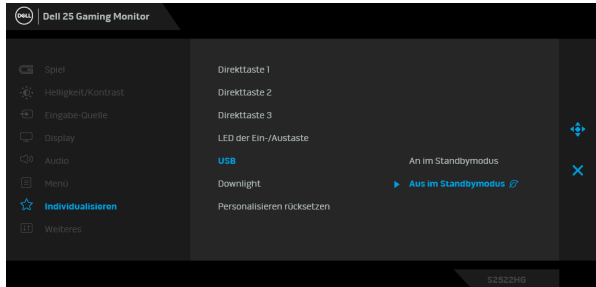 DELL Dell 25 Gaming Monitor
Spiel Direkttaste 1
Helligkeit/Kontrast Direkttaste 2
Eingabe-Quelle Direkttaste 3
Display LED der Ein-/Austaste
Audio USB An im Standbymodus
Menü Downlight Aus im Standbymodus
Individualisieren Personalisieren rücksetzen
Weiteres
S2522HG